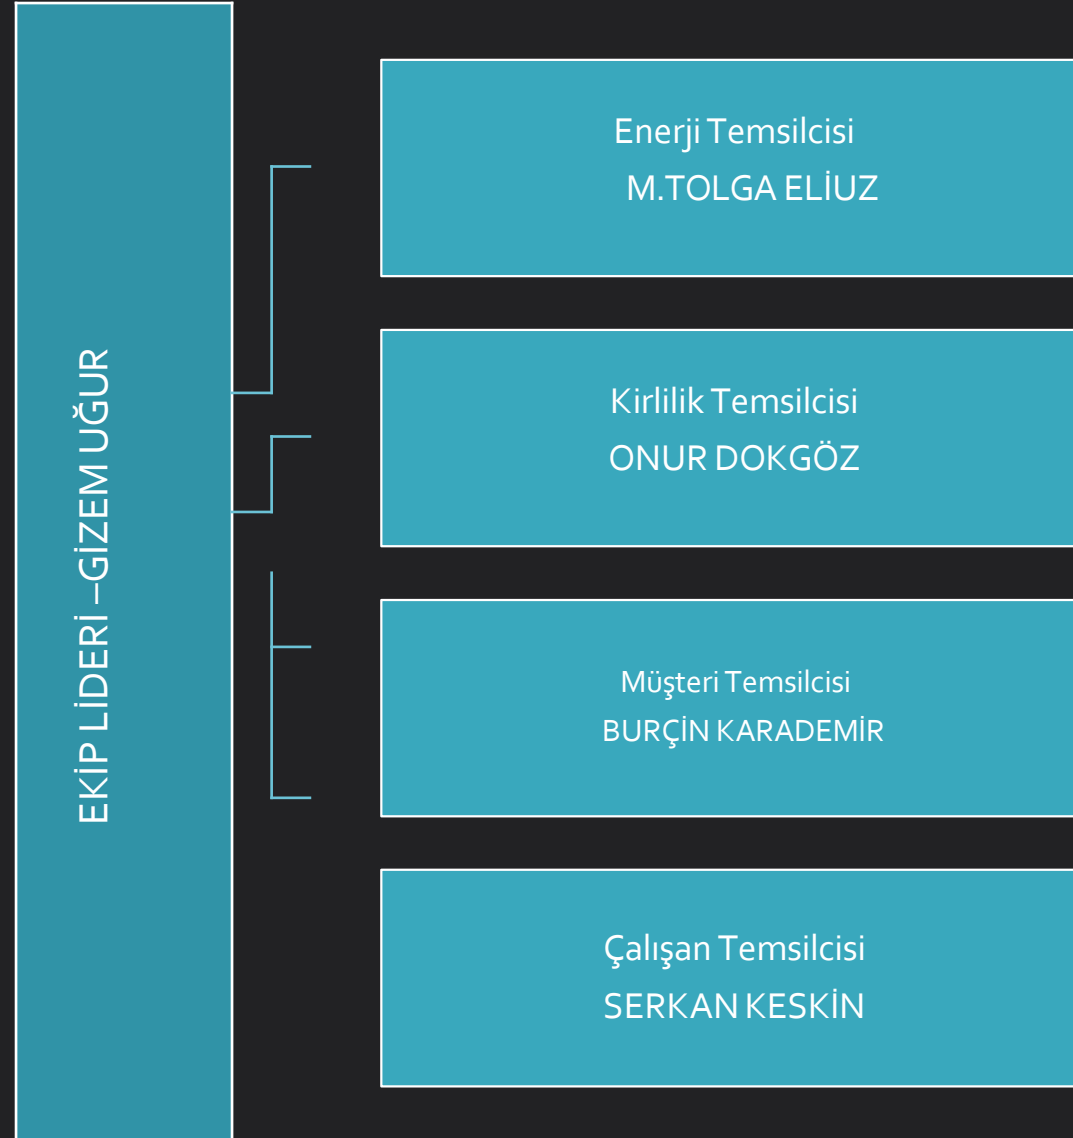 EKİP LİDERİ –GİZEM UĞUR
Enerji Temsilcisi
M.TOLGA ELİUZ
Kirlilik Temsilcisi
ONUR DOKGÖZ
Müşteri Temsilcisi
BURÇİN KARADEMİR
Çalışan Temsilcisi
SERKAN KESKİN